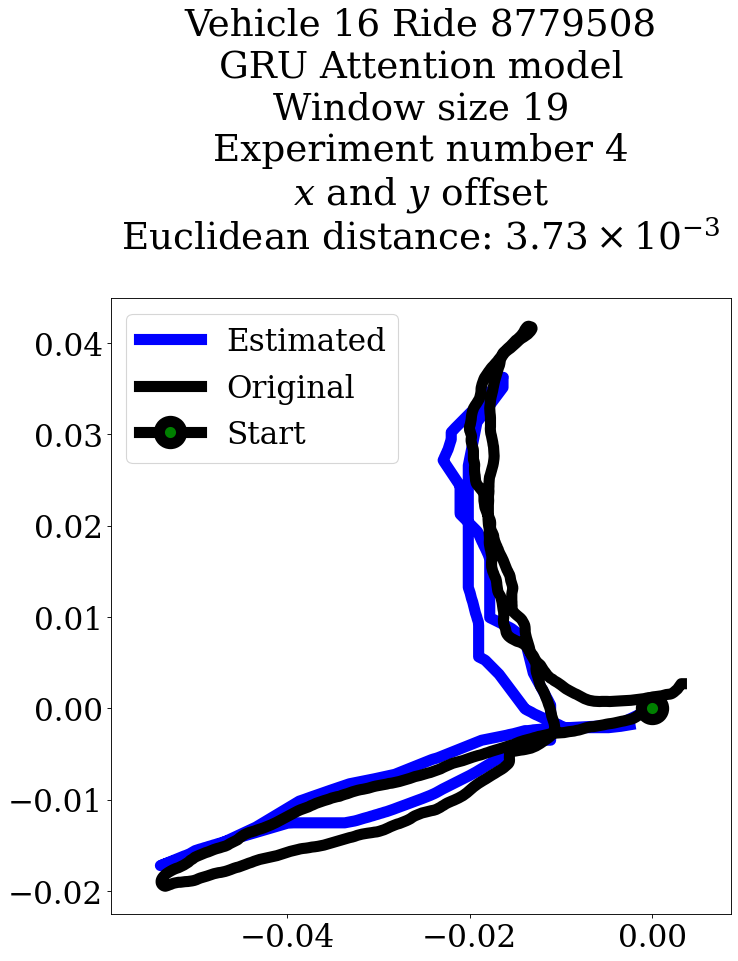 Vehicle 16 Ride 8779508
GRU Attention model
Window size 19
Experiment number 4
x and y offset
Euclidean distance: 3.73 × 10⁻³
Estimated
Original
Start
0.04
0.03
0.02
0.01
0.00
−0.01
−0.02
−0.04
−0.02
0.00